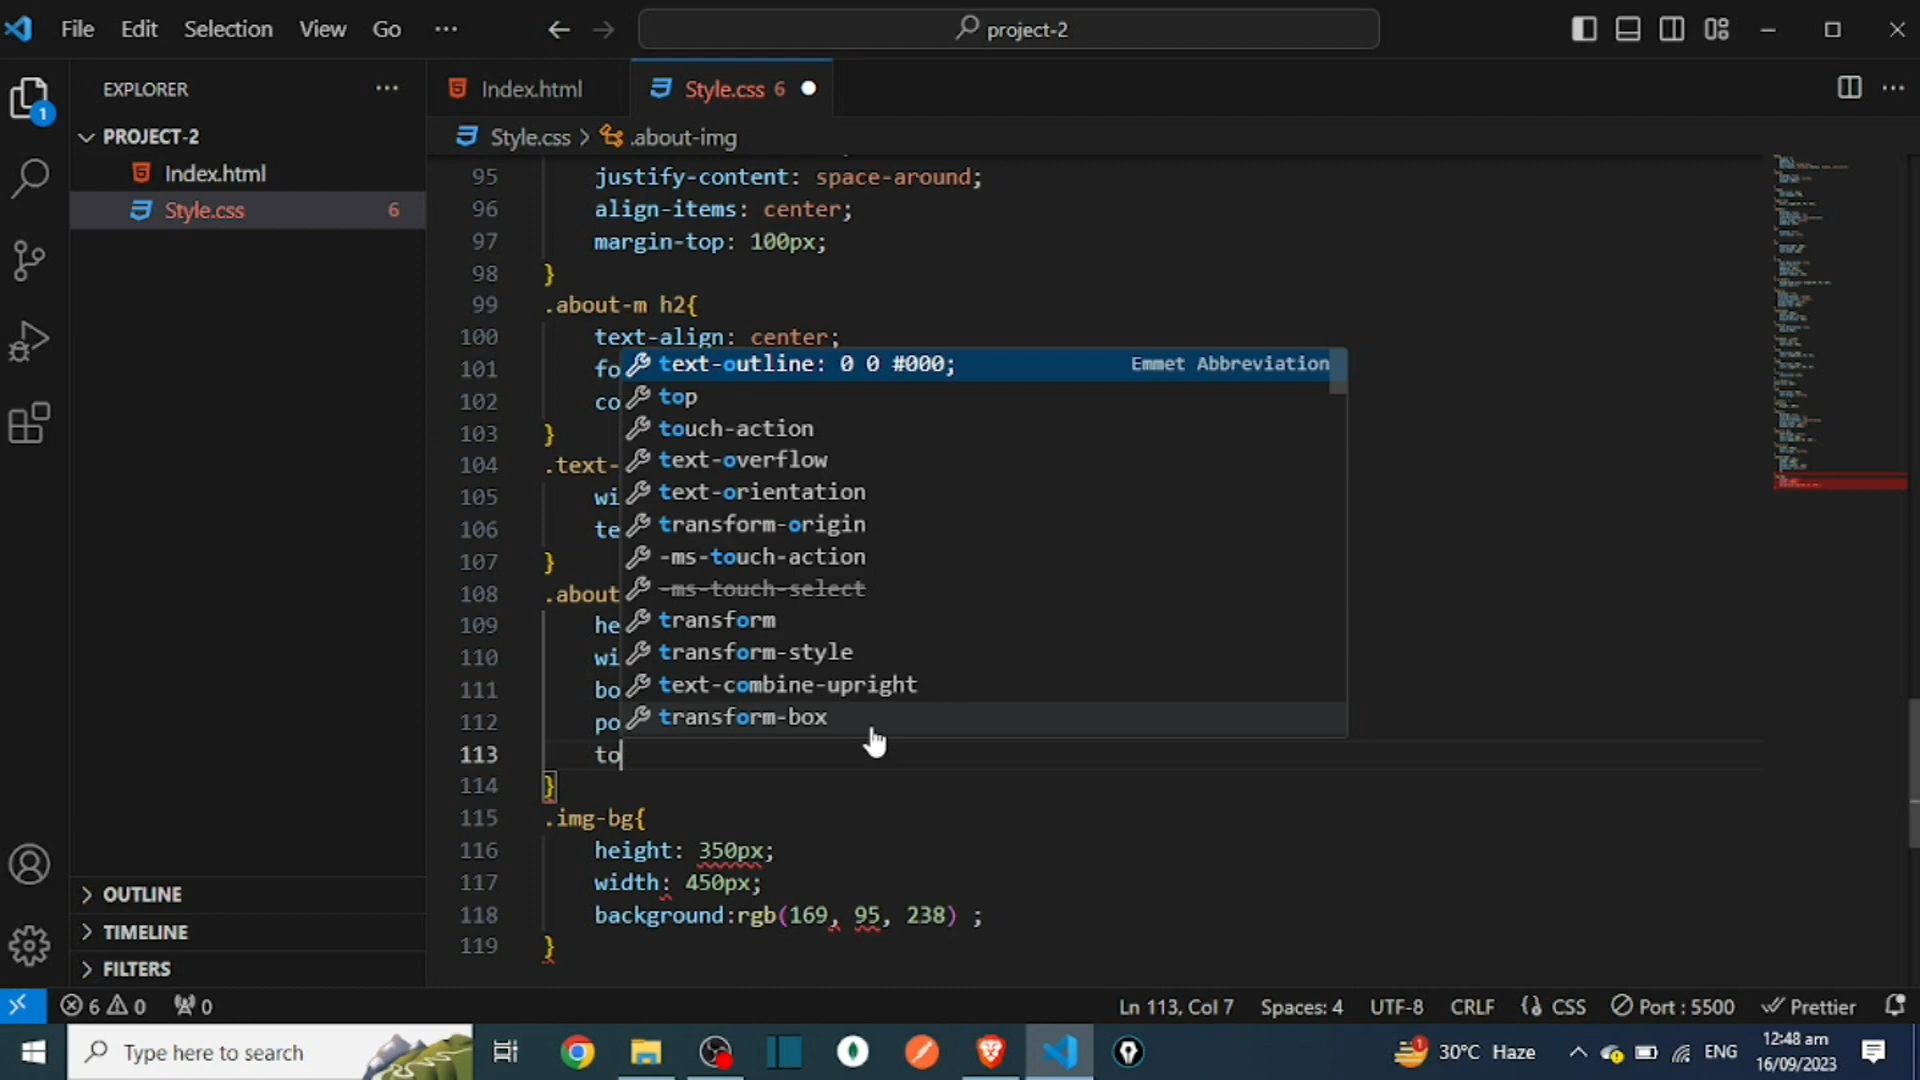 File Edit Selection View Go ··· project-2
EXPLORER
PROJECT-2
Index.html
Style.css 6
OUTLINE
TIMELINE
FILTERS
1
Index.html Style.css 6
Style.css > .about-img
95 justify-content: space-around;
96 align-items: center;
97 margin-top: 100px;
98 }
99 .about-m h2{
100 text-align: center;
101 fo
102 co
103 }
104 .text-
105 wi
106 te
107 }
108 .about
109 he
110 wi
111 bo
112 po
113 to
114 }
115 .img-bg{
116 height: 350px;
117 width: 450px;
118 background:rgb(169, 95, 238) ;
119 }
text-outline: 0 0 #000; Emmet Abbreviation
top
touch-action
text-overflow
text-orientation
transform-origin
-ms-touch-action
-ms-touch-select
transform
transform-style
text-combine-upright
transform-box
6 0 0 Ln 113, Col 7 Spaces: 4 UTF-8 CRLF {} CSS Port : 5500 Prettier
Type here to search 1 30°C Haze ENG 12:48 am
16/09/2023